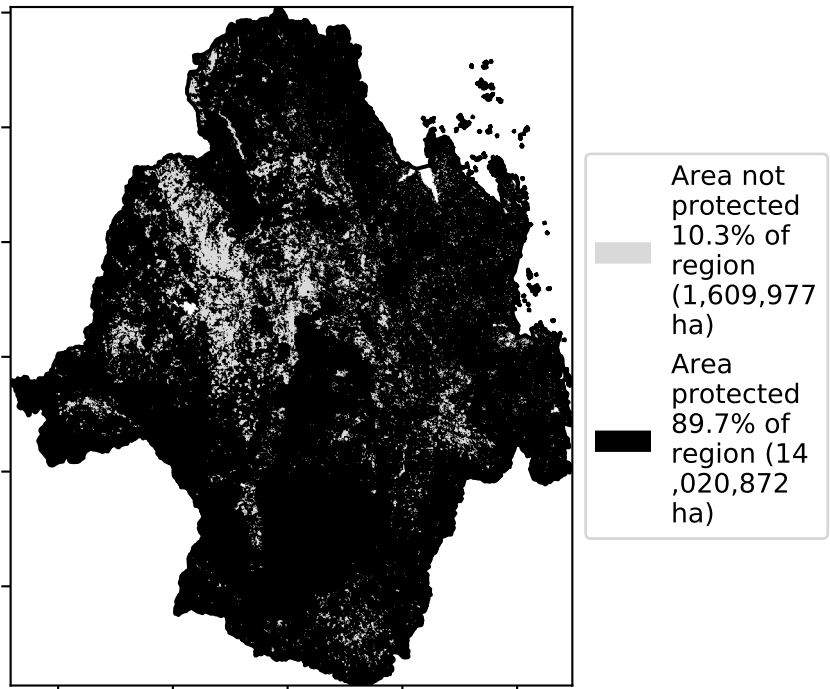 Area not
protected
10.3% of
region
(1,609,977
ha)
Area
protected
89.7% of
region (14
,020,872
ha)